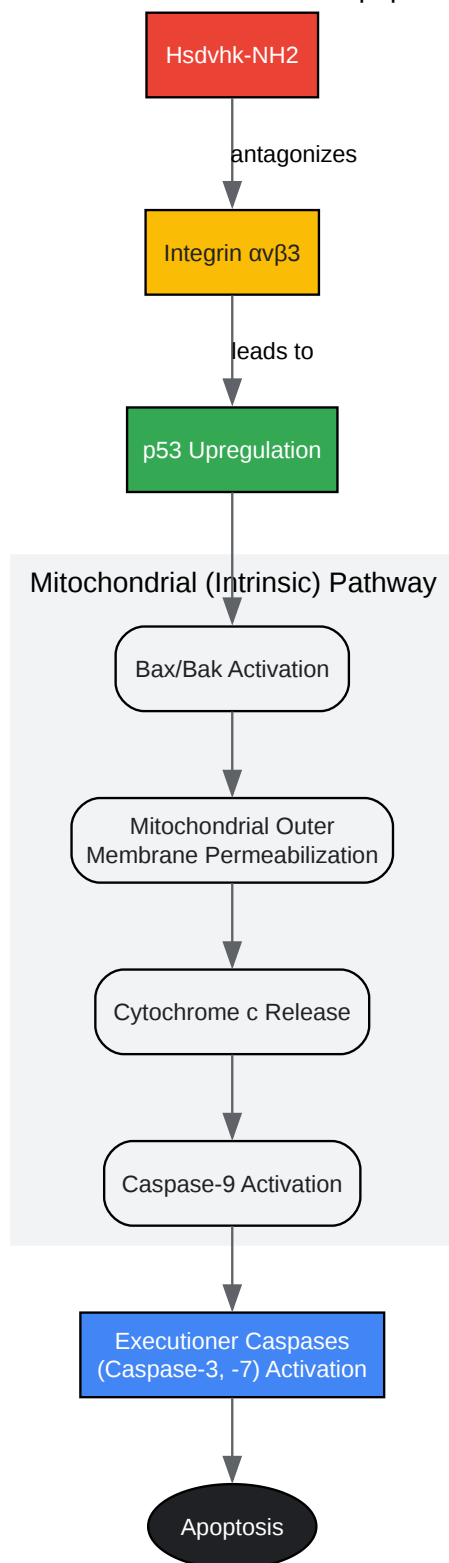 Hsdvhk-NH2
antagonizes
Integrin αvβ3
leads to
p53 Upregulation
Mitochondrial (Intrinsic) Pathway
Bax/Bak Activation
Mitochondrial Outer
Membrane Permeabilization
Cytochrome c Release
Caspase-9 Activation
Executioner Caspases
(Caspase-3, -7) Activation
Apoptosis